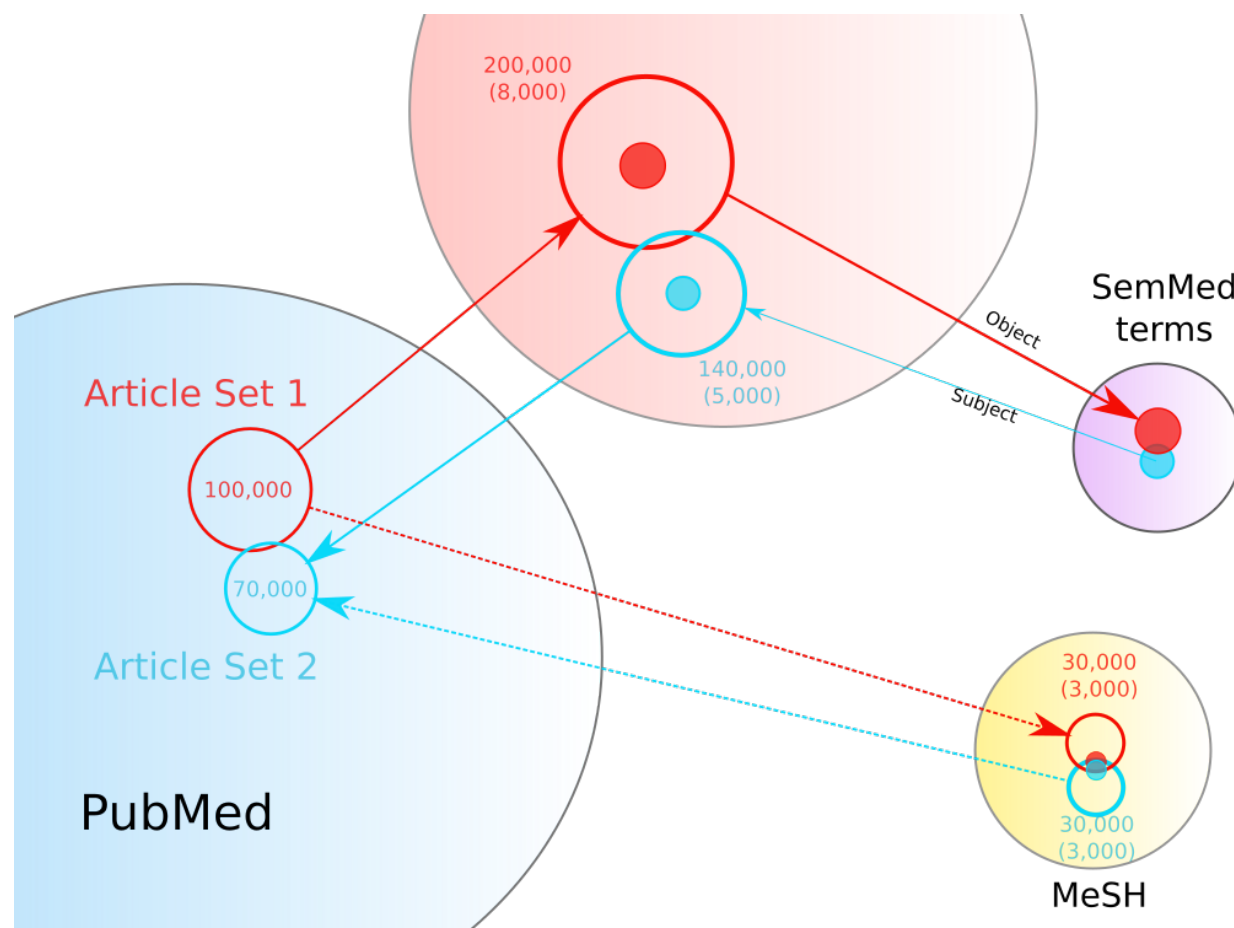 200,000
(8,000)
SemMed
terms
Object
140,000
(5,000)
Subject
Article Set 1
100,000
70,000
Article Set 2
30,000
(3,000)
PubMed
30,000
(3,000)
MeSH